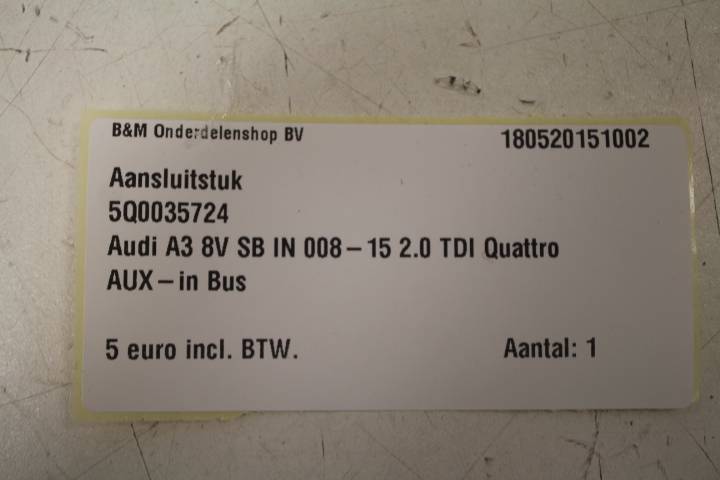 B&M Onderdelenshop BV 180520151002
Aansluitstuk
5Q0035724
Audi A3 8V SB IN 008-15 2.0 TDI Quattro
AUX-in Bus
5 euro incl. BTW. Aantal: 1